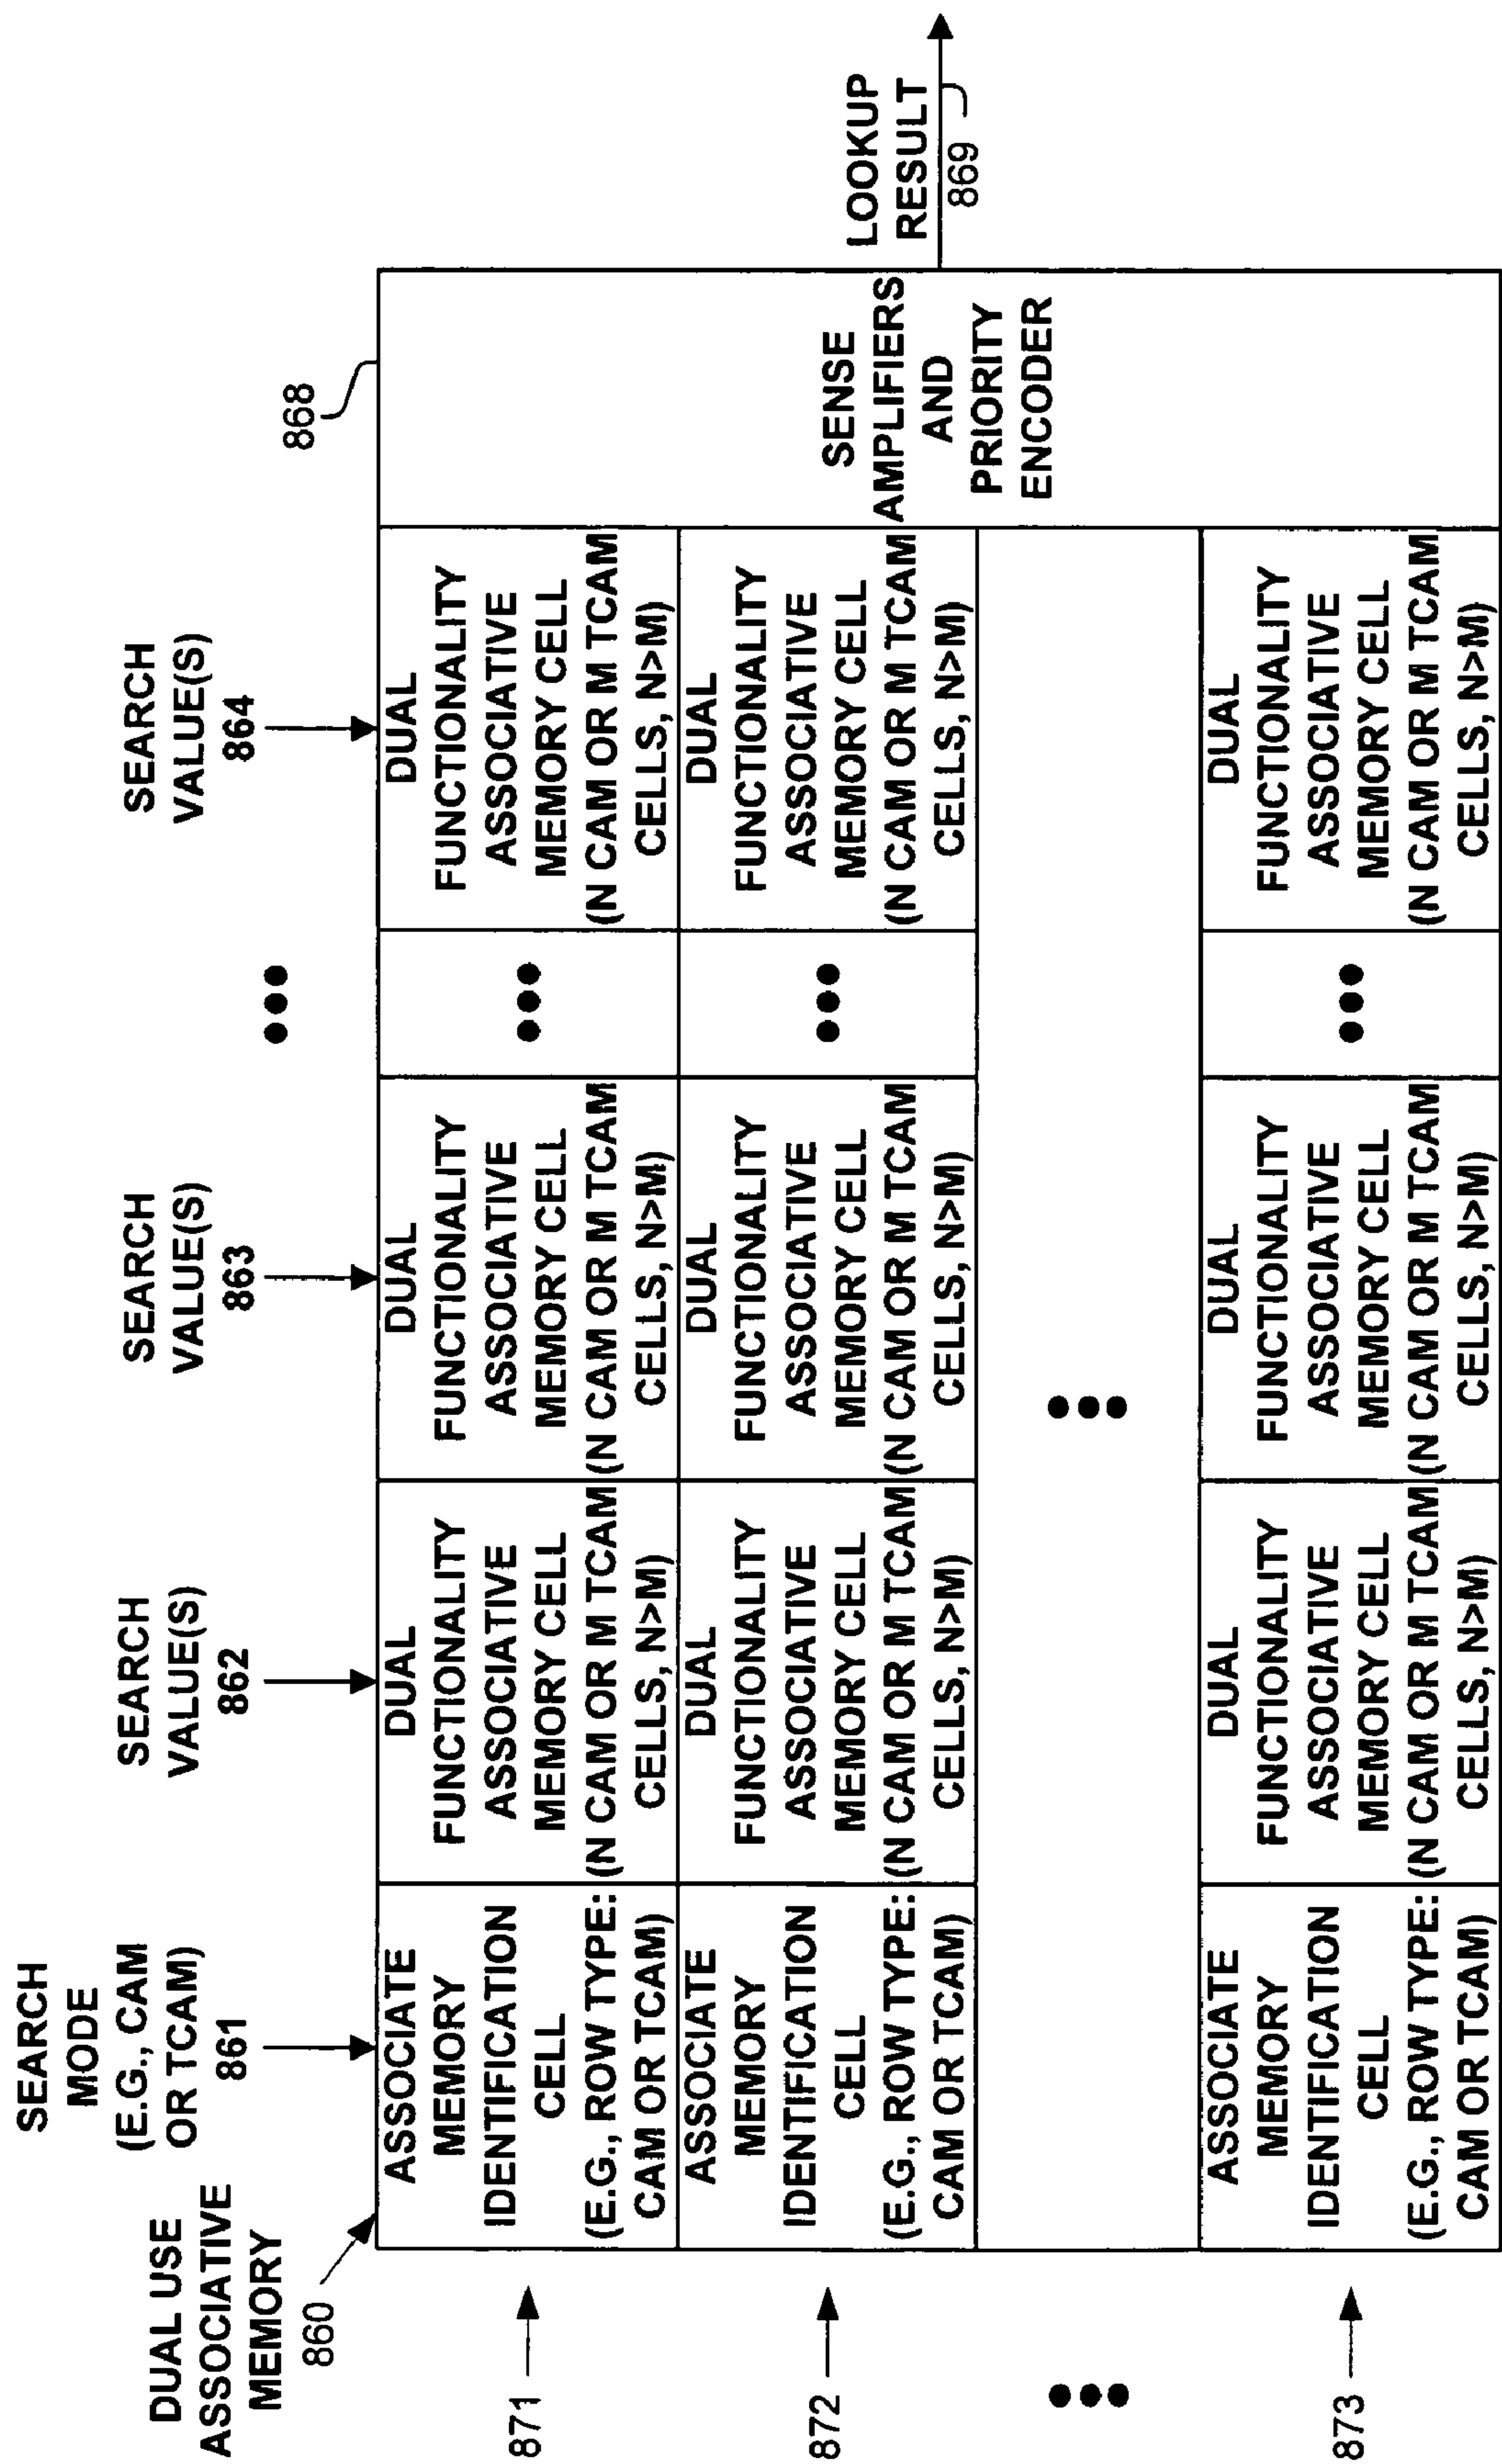 DUAL USE
ASSOCIATIVE
MEMORY
860
SEARCH
MODE
(E.G., CAM
OR TCAM)
861
SEARCH
VALUE(S)
862
SEARCH
VALUE(S)
863
•••
SEARCH
VALUE(S)
864
868
871
ASSOCIATE
MEMORY
IDENTIFICATION
CELL
(E.G., ROW TYPE:
CAM OR TCAM)
DUAL
FUNCTIONALITY
ASSOCIATIVE
MEMORY CELL
(N CAM OR M TCAM
CELLS, N>M)
DUAL
FUNCTIONALITY
ASSOCIATIVE
MEMORY CELL
(N CAM OR M TCAM
CELLS, N>M)
•••
DUAL
FUNCTIONALITY
ASSOCIATIVE
MEMORY CELL
(N CAM OR M TCAM
CELLS, N>M)
872
ASSOCIATE
MEMORY
IDENTIFICATION
CELL
(E.G., ROW TYPE:
CAM OR TCAM)
DUAL
FUNCTIONALITY
ASSOCIATIVE
MEMORY CELL
(N CAM OR M TCAM
CELLS, N>M)
DUAL
FUNCTIONALITY
ASSOCIATIVE
MEMORY CELL
(N CAM OR M TCAM
CELLS, N>M)
•••
DUAL
FUNCTIONALITY
ASSOCIATIVE
MEMORY CELL
(N CAM OR M TCAM
CELLS, N>M)
•••
•••
873
ASSOCIATE
MEMORY
IDENTIFICATION
CELL
(E.G., ROW TYPE:
CAM OR TCAM)
DUAL
FUNCTIONALITY
ASSOCIATIVE
MEMORY CELL
(N CAM OR M TCAM
CELLS, N>M)
DUAL
FUNCTIONALITY
ASSOCIATIVE
MEMORY CELL
(N CAM OR M TCAM
CELLS, N>M)
•••
DUAL
FUNCTIONALITY
ASSOCIATIVE
MEMORY CELL
(N CAM OR M TCAM
CELLS, N>M)
SENSE
AMPLIFIERS
AND
PRIORITY
ENCODER
LOOKUP
RESULT
869